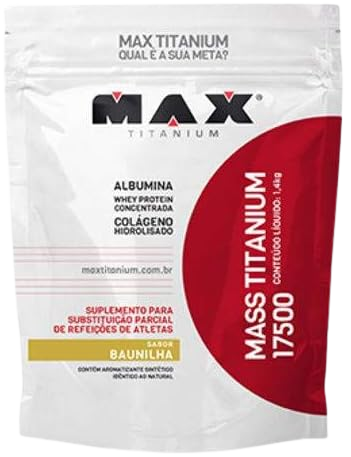 MAX TITANIUM
QUAL É A SUA META?
MAX
TITANIUM
ALBUMINA
WHEY PROTEIN
CONCENTRADA
COLÁGENO
HIDROLISADO
maxtitanium.com.br
SUPLEMENTO PARA
SUBSTITUIÇÃO PARCIAL
DE REFEIÇÕES DE ATLETAS
SABOR
BAUNILHA
CONTÉM AROMATIZANTE SINTÉTICO
IDÊNTICO AO NATURAL
MASS TITANIUM
17500
CONTEÚDO LÍQUIDO: 1,4kg